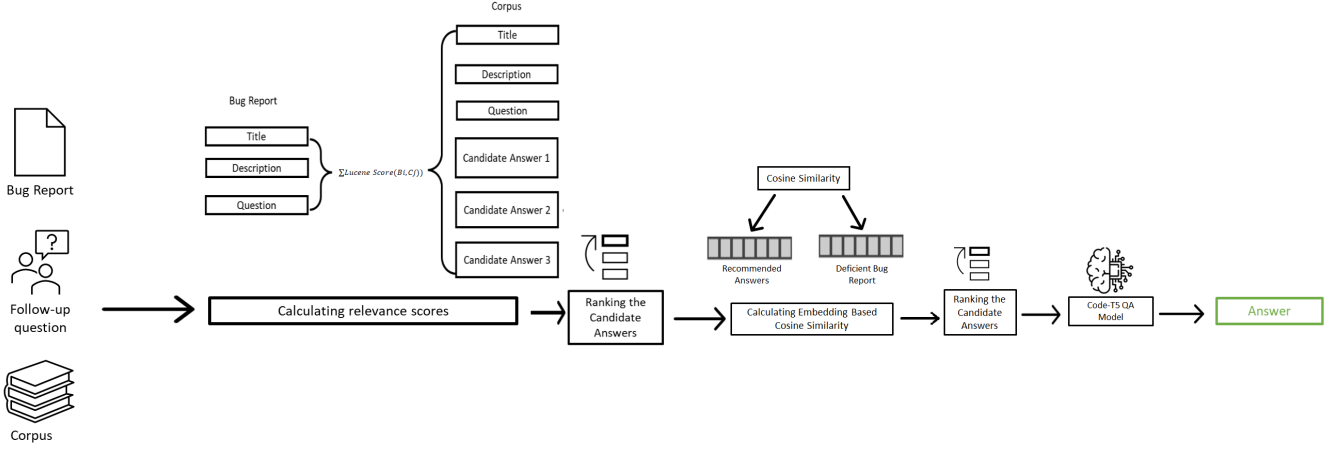 Bug Report
?
Follow-up
question
Corpus
Bug Report
Title
Description
Question
∑Lucene Score(Bi,Cj))
Corpus
Title
Description
Question
Candidate Answer 1
Candidate Answer 2
Candidate Answer 3
Calculating relevance scores
Ranking the
Candidate
Answers
Cosine Similarity
Recommended
Answers
Deficient Bug
Report
Calculating Embedding Based
Cosine Similarity
Ranking the
Candidate
Answers
Code-T5 QA
Model
Answer